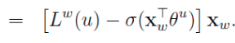 = [L^w(u) − σ(x_w^⊤θ^u)] x_w.